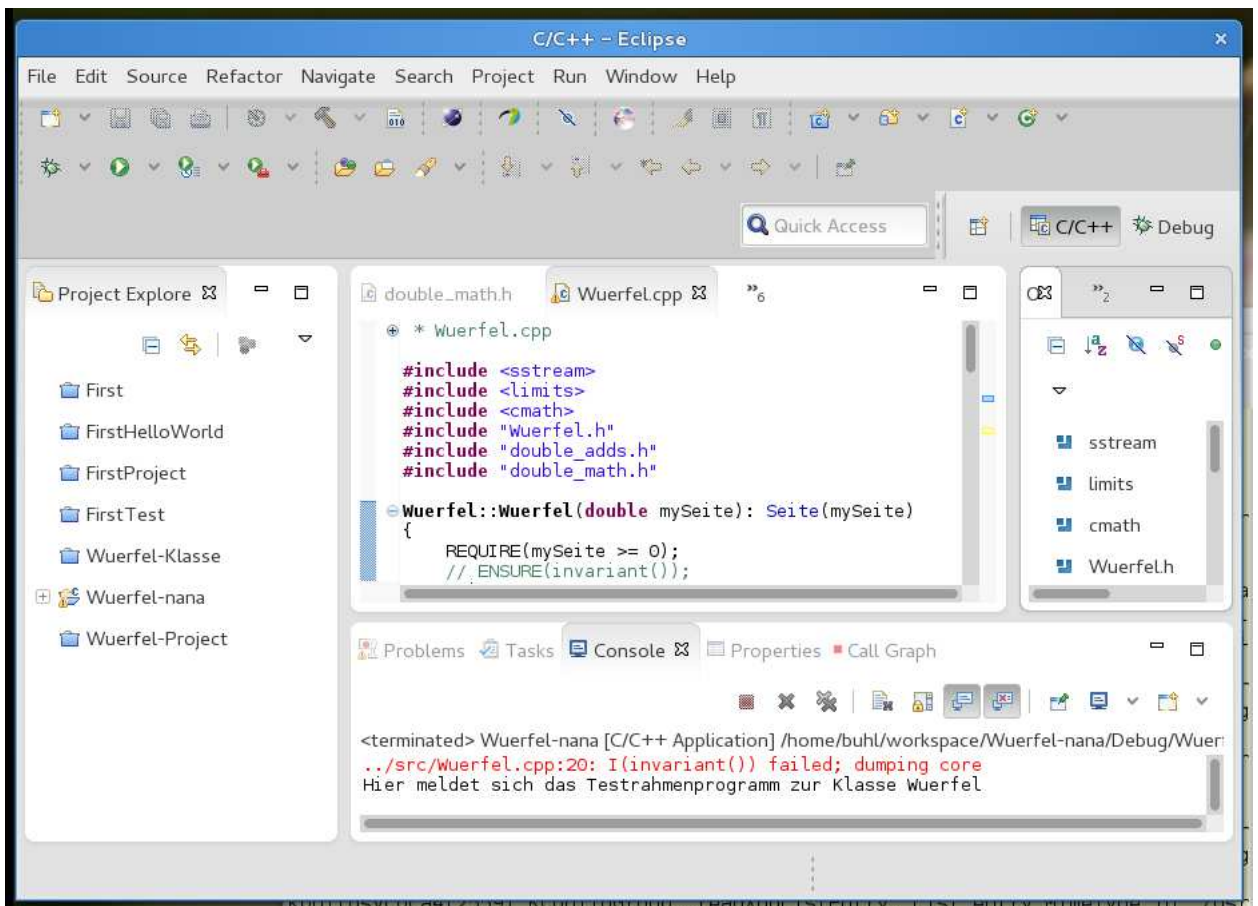 C/C++ – Eclipse
File Edit Source Refactor Navigate Search Project Run Window Help
Quick Access
C/C++
Debug
Project Explore
First
FirstHelloWorld
FirstProject
FirstTest
Wuerfel-Klasse
Wuerfel-nana
Wuerfel-Project
double_math.h
Wuerfel.cpp
»6
* Wuerfel.cpp
#include <sstream>
#include <limits>
#include <cmath>
#include "Wuerfel.h"
#include "double_adds.h"
#include "double_math.h"
Wuerfel::Wuerfel(double mySeite): Seite(mySeite)
{
REQUIRE(mySeite >= 0);
// ENSURE(invariant());
»2
sstream
limits
cmath
Wuerfel.h
Problems Tasks Console Properties Call Graph
<terminated> Wuerfel-nana [C/C++ Application] /home/buhl/workspace/Wuerfel-nana/Debug/Wuer
../src/Wuerfel.cpp:20: I(invariant()) failed; dumping core
Hier meldet sich das Testrahmenprogramm zur Klasse Wuerfel